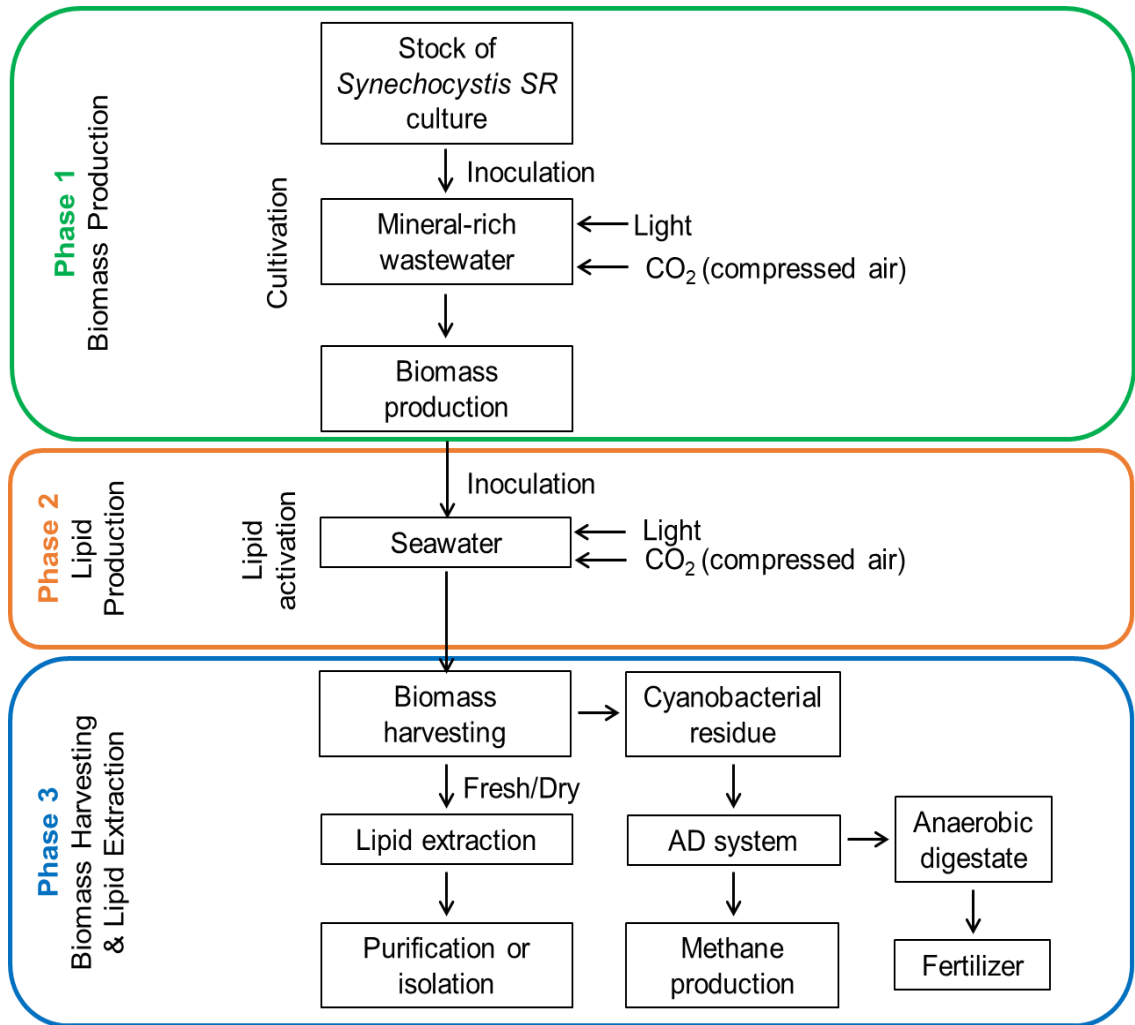 Phase 1
Biomass Production
Cultivation
Stock of
Synechocystis SR
culture
Inoculation
Mineral-rich
wastewater
Light
CO₂ (compressed air)
Biomass
production
Phase 2
Lipid
Production
Lipid
activation
Inoculation
Seawater
Light
CO₂ (compressed air)
Phase 3
Biomass Harvesting
& Lipid Extraction
Biomass
harvesting
Cyanobacterial
residue
Fresh/Dry
Lipid extraction
AD system
Anaerobic
digestate
Purification or
isolation
Methane
production
Fertilizer